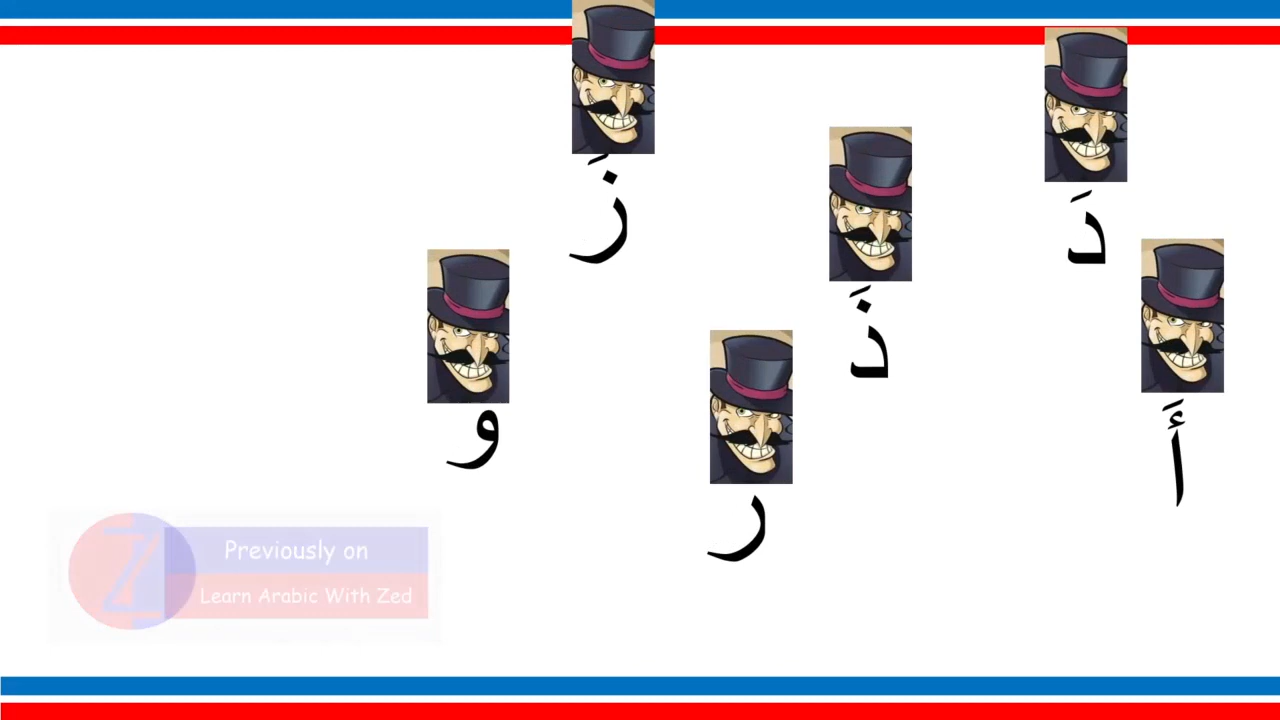 دَ
أَ
ذَ
ر
زَ
و
Previously on
Learn Arabic With Zed